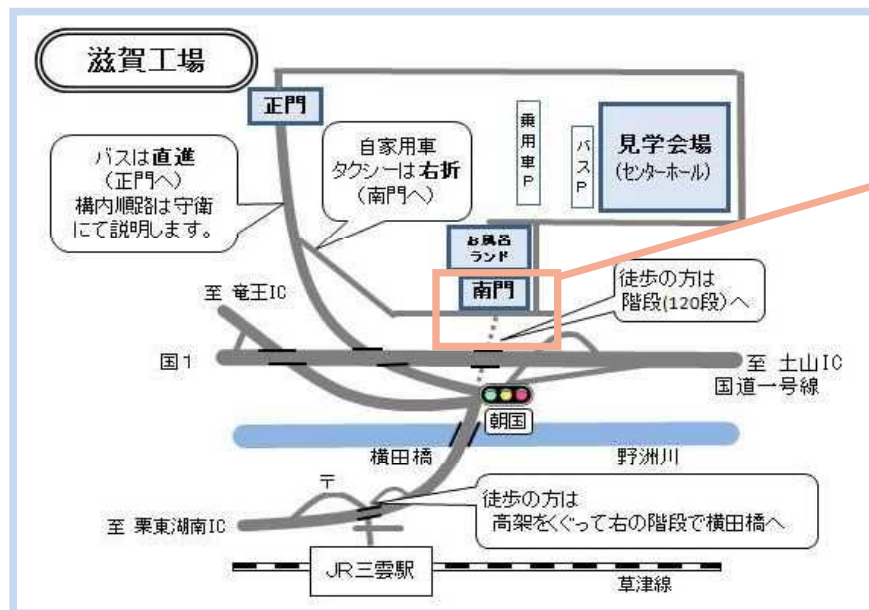 滋賀工場
正門
バスは直進
(正門へ)
構内順路は守衛
にて説明します。
自家用車
タクシーは右折
(南門へ)
乗用車P
バスP
見学会場
(センターホール)
お風呂
ランド
南門
徒歩の方は
階段(120段)へ
至 竜王IC
国1
至 土山IC
国道一号線
朝国
横田橋
野洲川
〒
徒歩の方は
高架をくぐって右の階段で横田橋へ
至 栗東湖南IC
JR三雲駅
草津線